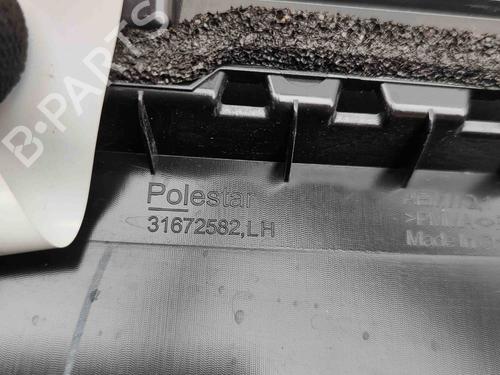 B-PARTS
Polestar
31672582,LH
Made in